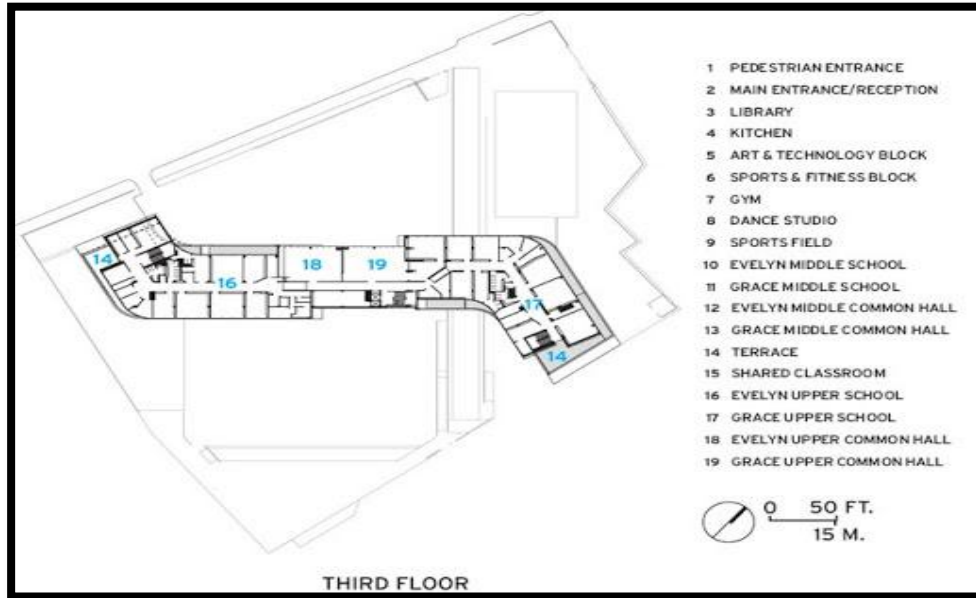 1 PEDESTRIAN ENTRANCE
2 MAIN ENTRANCE/RECEPTION
3 LIBRARY
4 KITCHEN
5 ART & TECHNOLOGY BLOCK
6 SPORTS & FITNESS BLOCK
7 GYM
8 DANCE STUDIO
9 SPORTS FIELD
10 EVELYN MIDDLE SCHOOL
11 GRACE MIDDLE SCHOOL
12 EVELYN MIDDLE COMMON HALL
13 GRACE MIDDLE COMMON HALL
14 TERRACE
15 SHARED CLASSROOM
16 EVELYN UPPER SCHOOL
17 GRACE UPPER SCHOOL
18 EVELYN UPPER COMMON HALL
19 GRACE UPPER COMMON HALL
14
16
18
19
17
14
0 50 FT.
15 M.
THIRD FLOOR